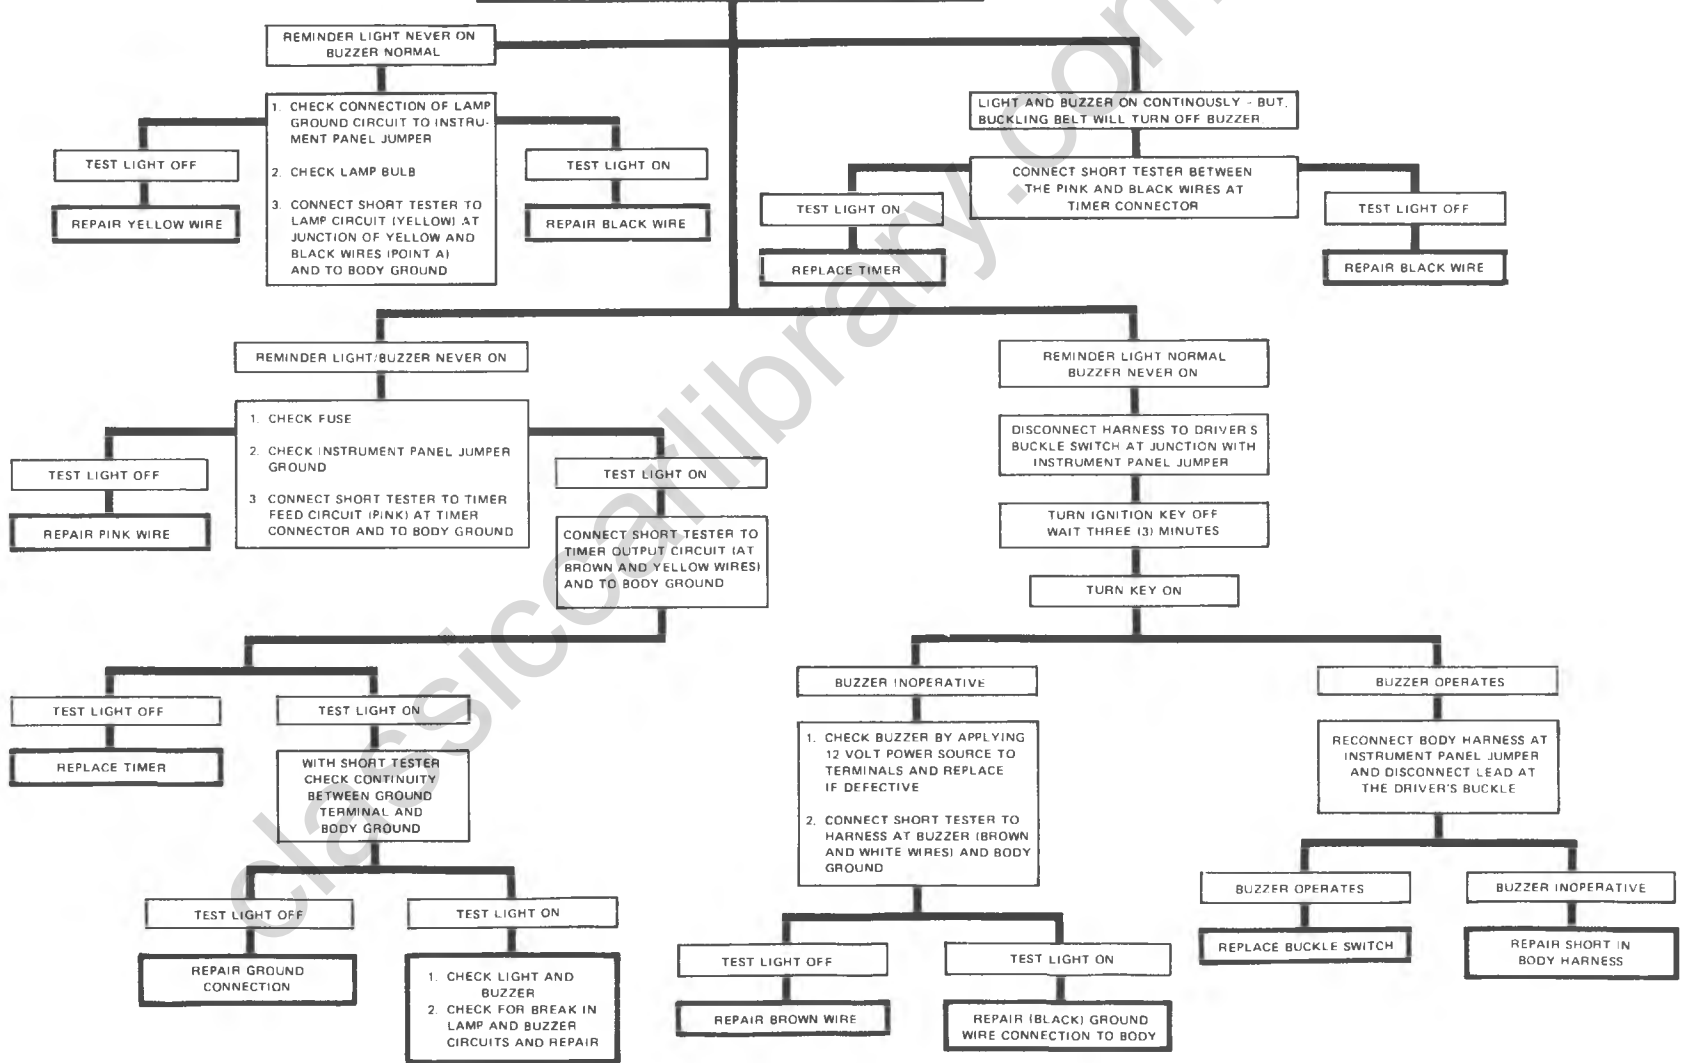 REMINDER LIGHT NEVER ON
BUZZER NORMAL
1. CHECK CONNECTION OF LAMP
GROUND CIRCUIT TO INSTRU-
MENT PANEL JUMPER
2. CHECK LAMP BULB
3. CONNECT SHORT TESTER TO
LAMP CIRCUIT (YELLOW) AT
JUNCTION OF YELLOW AND
BLACK WIRES (POINT A)
AND TO BODY GROUND
TEST LIGHT OFF
REPAIR YELLOW WIRE
TEST LIGHT ON
REPAIR BLACK WIRE
LIGHT AND BUZZER ON CONTINOUSLY - BUT,
BUCKLING BELT WILL TURN OFF BUZZER
CONNECT SHORT TESTER BETWEEN
THE PINK AND BLACK WIRES AT
TIMER CONNECTOR
TEST LIGHT ON
REPLACE TIMER
TEST LIGHT OFF
REPAIR BLACK WIRE
REMINDER LIGHT/BUZZER NEVER ON
1. CHECK FUSE
2. CHECK INSTRUMENT PANEL JUMPER
GROUND
3 CONNECT SHORT TESTER TO TIMER
FEED CIRCUIT (PINK) AT TIMER
CONNECTOR AND TO BODY GROUND
TEST LIGHT OFF
REPAIR PINK WIRE
TEST LIGHT ON
CONNECT SHORT TESTER TO
TIMER OUTPUT CIRCUIT (AT
BROWN AND YELLOW WIRES)
AND TO BODY GROUND
TEST LIGHT OFF
REPLACE TIMER
TEST LIGHT ON
WITH SHORT TESTER
CHECK CONTINUITY
BETWEEN GROUND
TERMINAL AND
BODY GROUND
TEST LIGHT OFF
REPAIR GROUND
CONNECTION
TEST LIGHT ON
1. CHECK LIGHT AND
BUZZER
2. CHECK FOR BREAK IN
LAMP AND BUZZER
CIRCUITS AND REPAIR
REMINDER LIGHT NORMAL
BUZZER NEVER ON
DISCONNECT HARNESS TO DRIVER S
BUCKLE SWITCH AT JUNCTION WITH
INSTRUMENT PANEL JUMPER
TURN IGNITION KEY OFF
WAIT THREE (3) MINUTES
TURN KEY ON
BUZZER INOPERATIVE
1. CHECK BUZZER BY APPLYING
12 VOLT POWER SOURCE TO
TERMINALS AND REPLACE
IF DEFECTIVE
2. CONNECT SHORT TESTER TO
HARNESS AT BUZZER (BROWN
AND WHITE WIRES) AND BODY
GROUND
TEST LIGHT OFF
REPAIR BROWN WIRE
TEST LIGHT ON
REPAIR (BLACK) GROUND
WIRE CONNECTION TO BODY
BUZZER OPERATES
RECONNECT BODY HARNESS AT
INSTRUMENT PANEL JUMPER
AND DISCONNECT LEAD AT
THE DRIVER'S BUCKLE
BUZZER OPERATES
REPLACE BUCKLE SWITCH
BUZZER INOPERATIVE
REPAIR SHORT IN
BODY HARNESS
classiccarlibrary.com